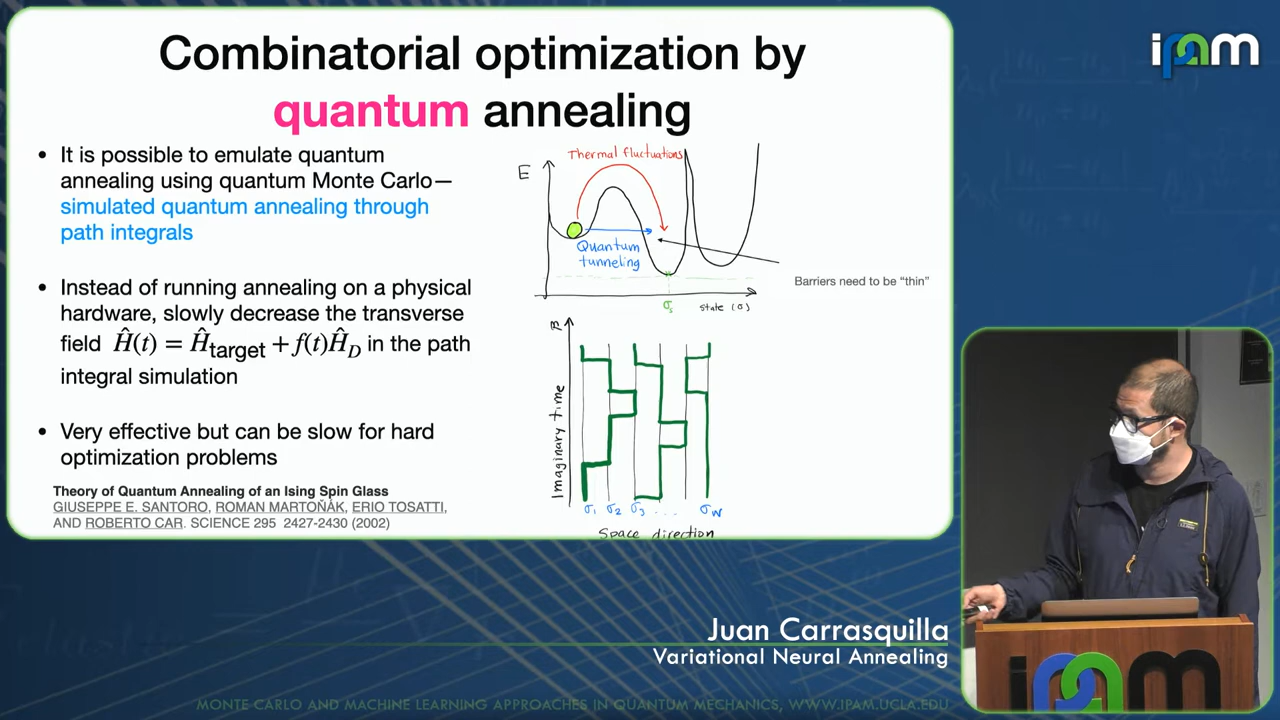 Combinatorial optimization by
quantum annealing
• It is possible to emulate quantum
annealing using quantum Monte Carlo—
simulated quantum annealing through
path integrals
• Instead of running annealing on a physical
hardware, slowly decrease the transverse
field Ĥ(t) = Ĥtarget + f(t)ĤD in the path
integral simulation
• Very effective but can be slow for hard
optimization problems
Theory of Quantum Annealing of an Ising Spin Glass
GIUSEPPE E. SANTORO, ROMAN MARTOŇÁK, ERIO TOSATTI,
AND ROBERTO CAR. SCIENCE 295 2427-2430 (2002)
Thermal fluctuations
E
Quantum
tunneling
Barriers need to be “thin”
σs
state (σ)
Imaginary time
σ1 σ2 σ3 ... σN
Space direction
ipam
Juan Carrasquilla
Variational Neural Annealing
MONTE CARLO AND MACHINE LEARNING APPROACHES IN QUANTUM MECHANICS, WWW.IPAM.UCLA.EDU
ipam